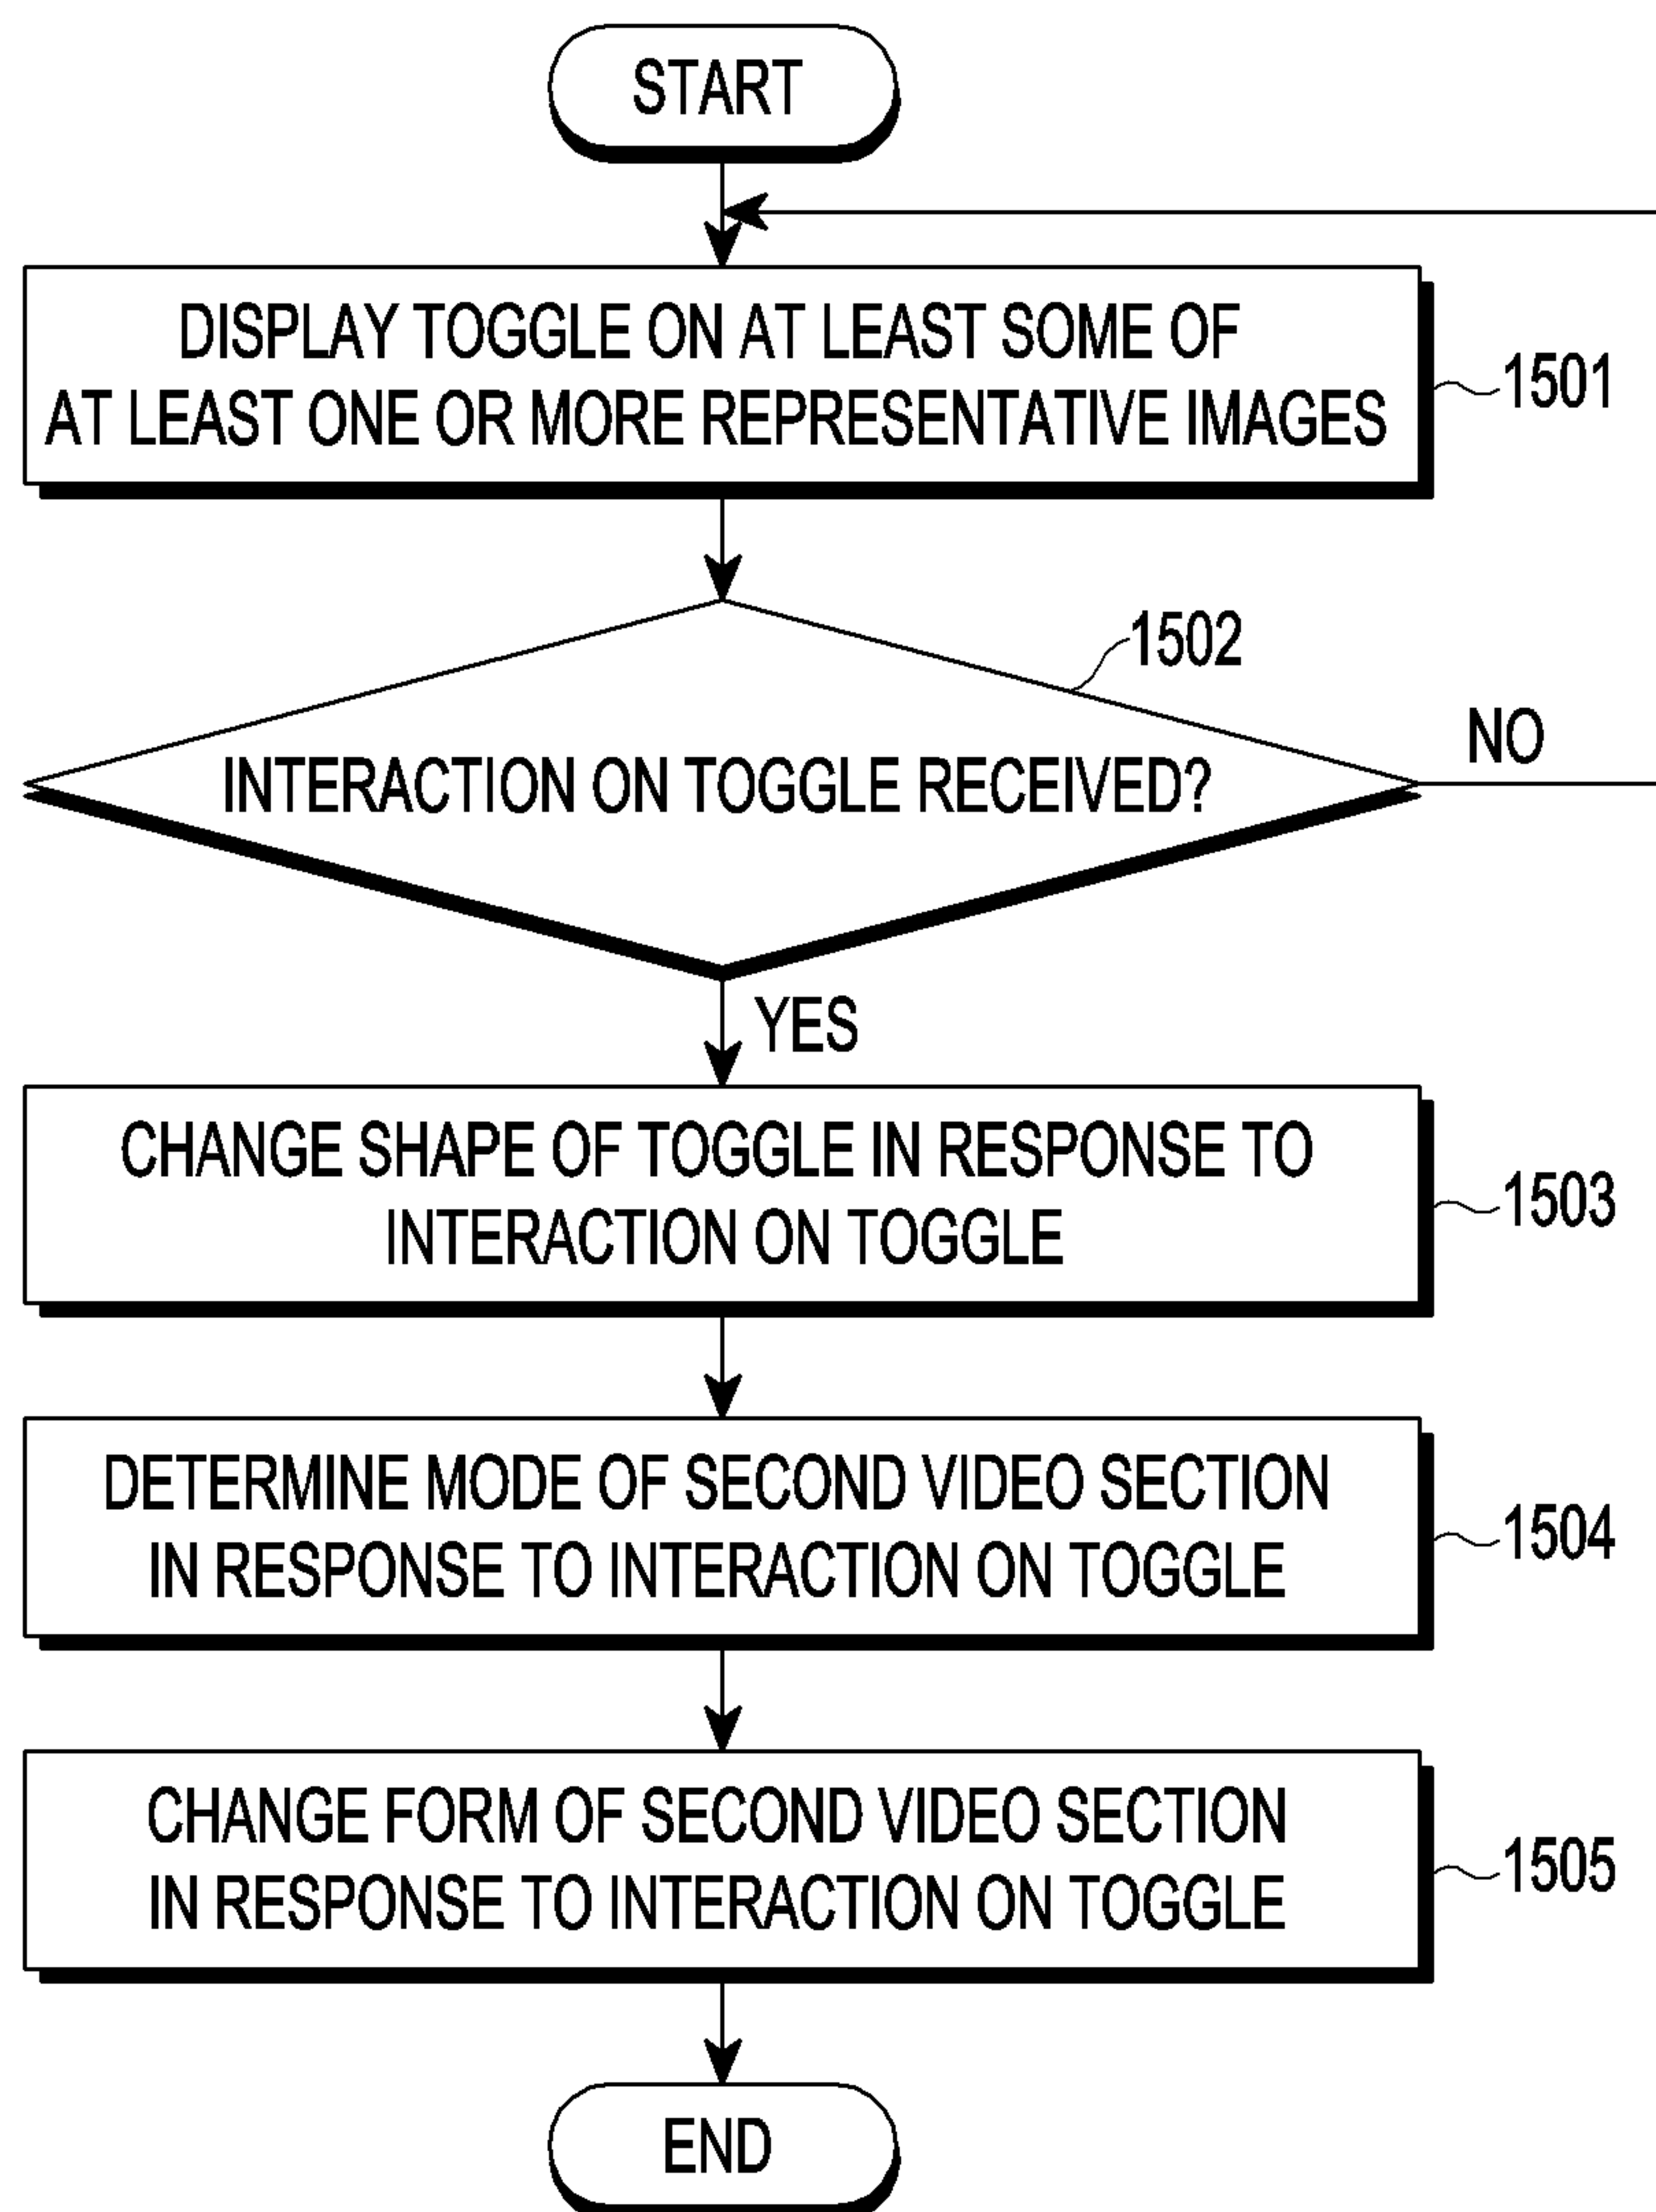 START
DISPLAY TOGGLE ON AT LEAST SOME OF
AT LEAST ONE OR MORE REPRESENTATIVE IMAGES
1501
1502
INTERACTION ON TOGGLE RECEIVED?
NO
YES
CHANGE SHAPE OF TOGGLE IN RESPONSE TO
INTERACTION ON TOGGLE
1503
DETERMINE MODE OF SECOND VIDEO SECTION
IN RESPONSE TO INTERACTION ON TOGGLE
1504
CHANGE FORM OF SECOND VIDEO SECTION
IN RESPONSE TO INTERACTION ON TOGGLE
1505
END